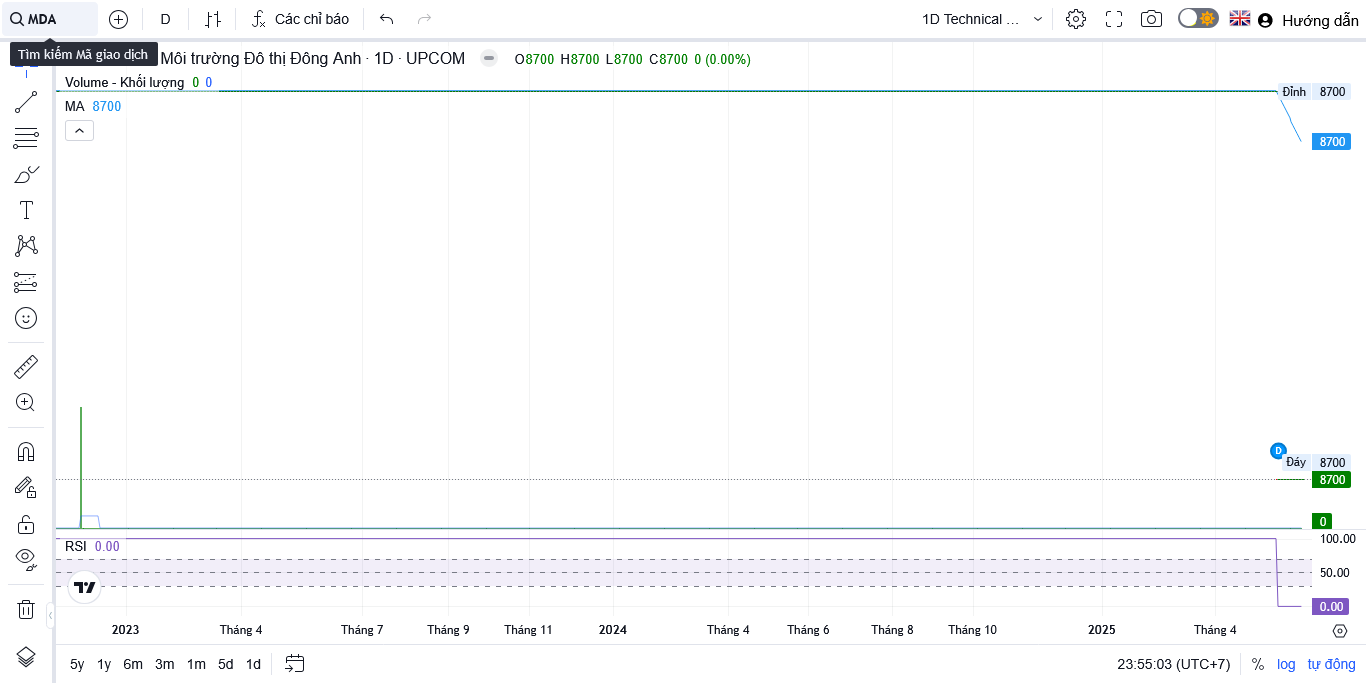 MDA
D
Các chỉ báo
1D Technical ...
Hướng dẫn
Tìm kiếm Mã giao dịch
Môi trường Đô thị Đông Anh · 1D · UPCOM
O8700 H8700 L8700 C8700 0 (0.00%)
Volume - Khối lượng 0 0
Đỉnh 8700
MA 8700
8700
D
Đáy 8700
8700
0
100.00
RSI 0.00
50.00
0.00
2023 Tháng 4 Tháng 7 Tháng 9 Tháng 11 2024 Tháng 4 Tháng 6 Tháng 8 Tháng 10 2025 Tháng 4
5y 1y 6m 3m 1m 5d 1d
23:55:03 (UTC+7) % log tự động